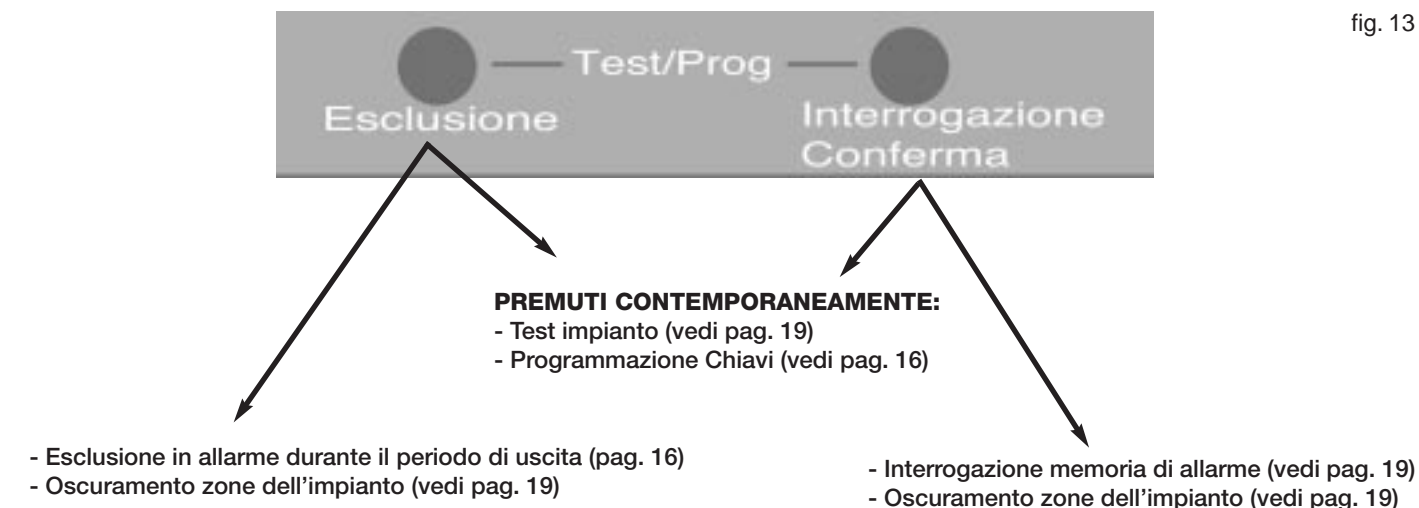 fig. 13
Test/Prog
Esclusione
Interrogazione
Conferma
PREMUTI CONTEMPORANEAMENTE:
- Test impianto (vedi pag. 19)
- Programmazione Chiavi (vedi pag. 16)
- Esclusione in allarme durante il periodo di uscita (pag. 16)
- Oscuramento zone dell'impianto (vedi pag. 19)
- Interrogazione memoria di allarme (vedi pag. 19)
- Oscuramento zone dell'impianto (vedi pag. 19)